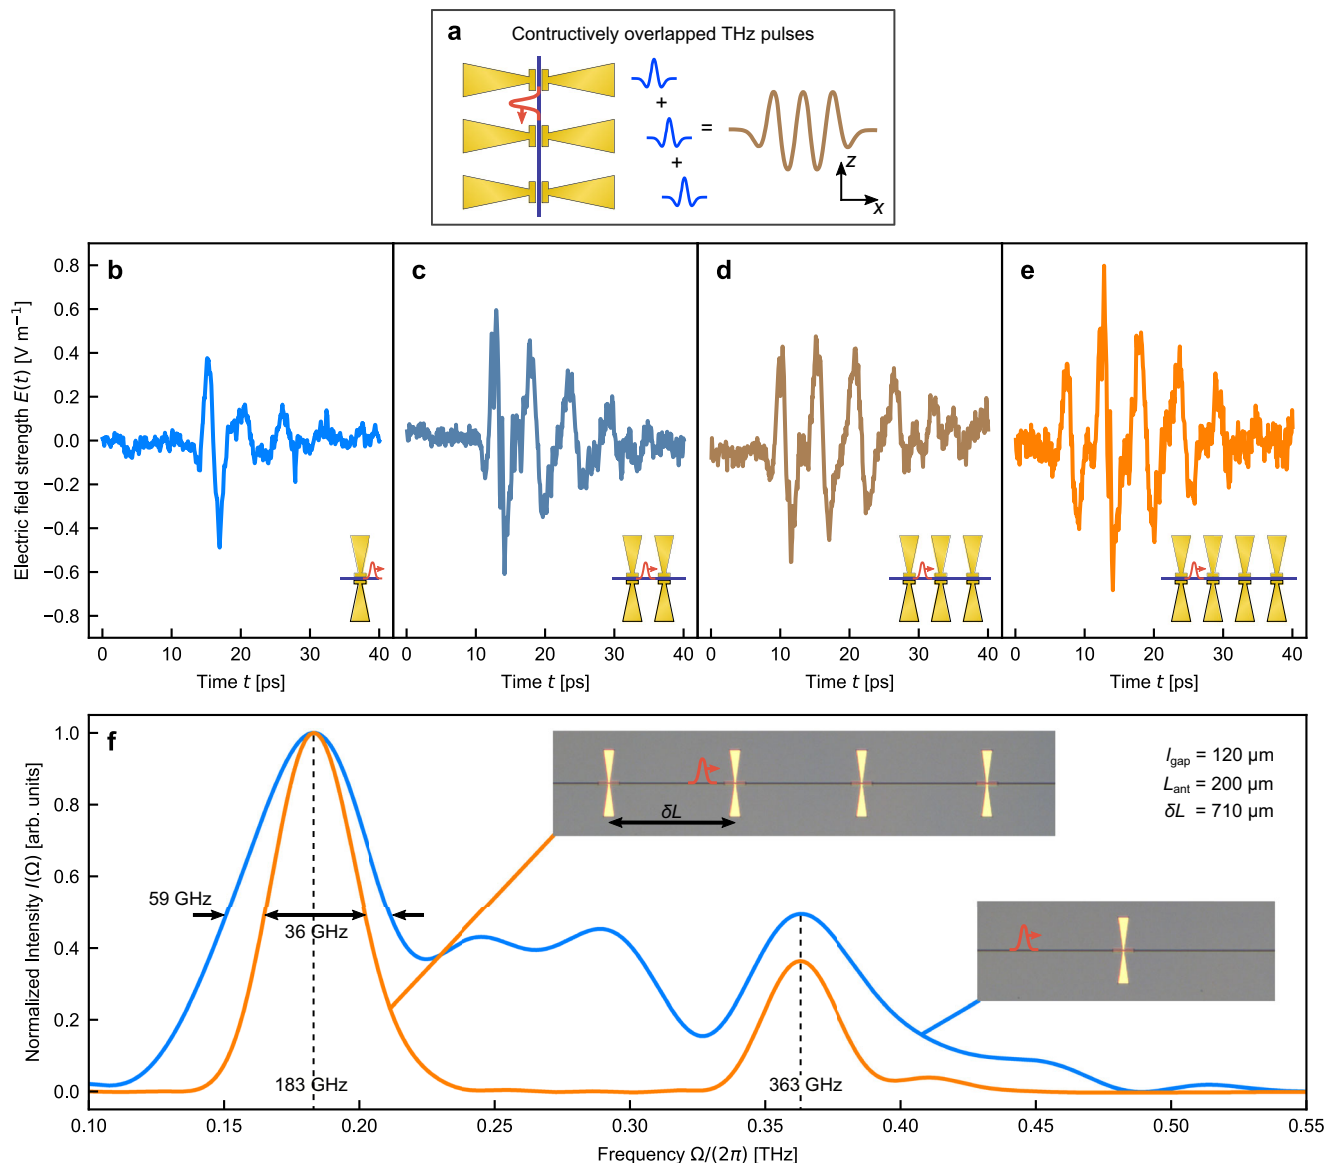 a Contructively overlapped THz pulses
+
=
+
z
x
b
c
d
e
Electric field strength E(t) [V m⁻¹]
0.8
0.6
0.4
0.2
0.0
−0.2
−0.4
−0.6
−0.8
0 10 20 30 40
0 10 20 30 40
0 10 20 30 40
0 10 20 30 40
Time t [ps]
Time t [ps]
Time t [ps]
Time t [ps]
f
Normalized Intensity I(Ω) [arb. units]
1.0
0.8
0.6
0.4
0.2
0.0
59 GHz
36 GHz
183 GHz
363 GHz
δL
l_gap = 120 μm
L_ant = 200 μm
δL = 710 μm
0.10 0.15 0.20 0.25 0.30 0.35 0.40 0.45 0.50 0.55
Frequency Ω/(2π) [THz]